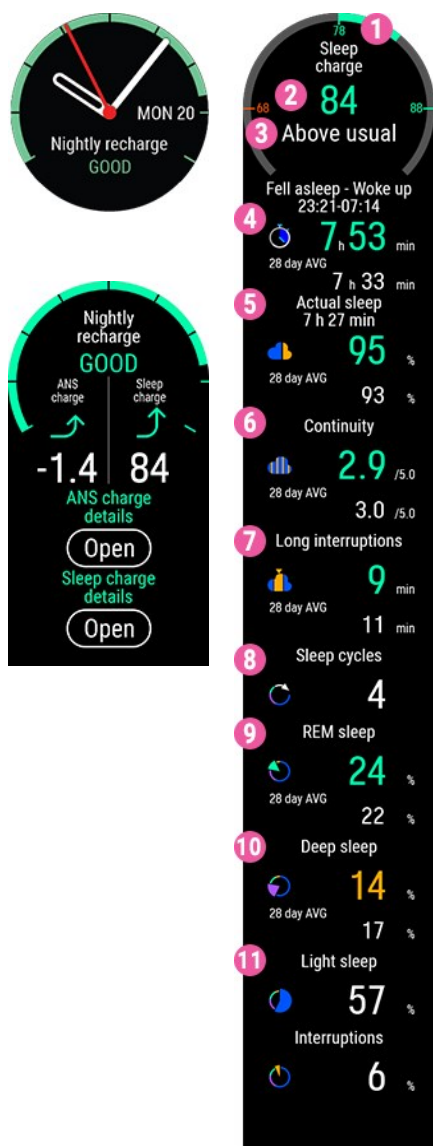 MON 20
Nightly recharge
GOOD
Nightly
recharge
GOOD
ANS
charge
Sleep
charge
-1.4
84
ANS charge
details
Open
Sleep charge
details
Open
1
78
Sleep
charge
2
84
68
88
3
Above usual
Fell asleep - Woke up
23:21-07:14
4
7 h 53 min
28 day AVG
7 h 33 min
5
Actual sleep
7 h 27 min
95 %
28 day AVG
93 %
6
Continuity
2.9 /5.0
28 day AVG
3.0 /5.0
7
Long interruptions
9 min
28 day AVG
11 min
8
Sleep cycles
4
9
REM sleep
24 %
28 day AVG
22 %
10
Deep sleep
14 %
28 day AVG
17 %
11
Light sleep
57 %
Interruptions
6 %